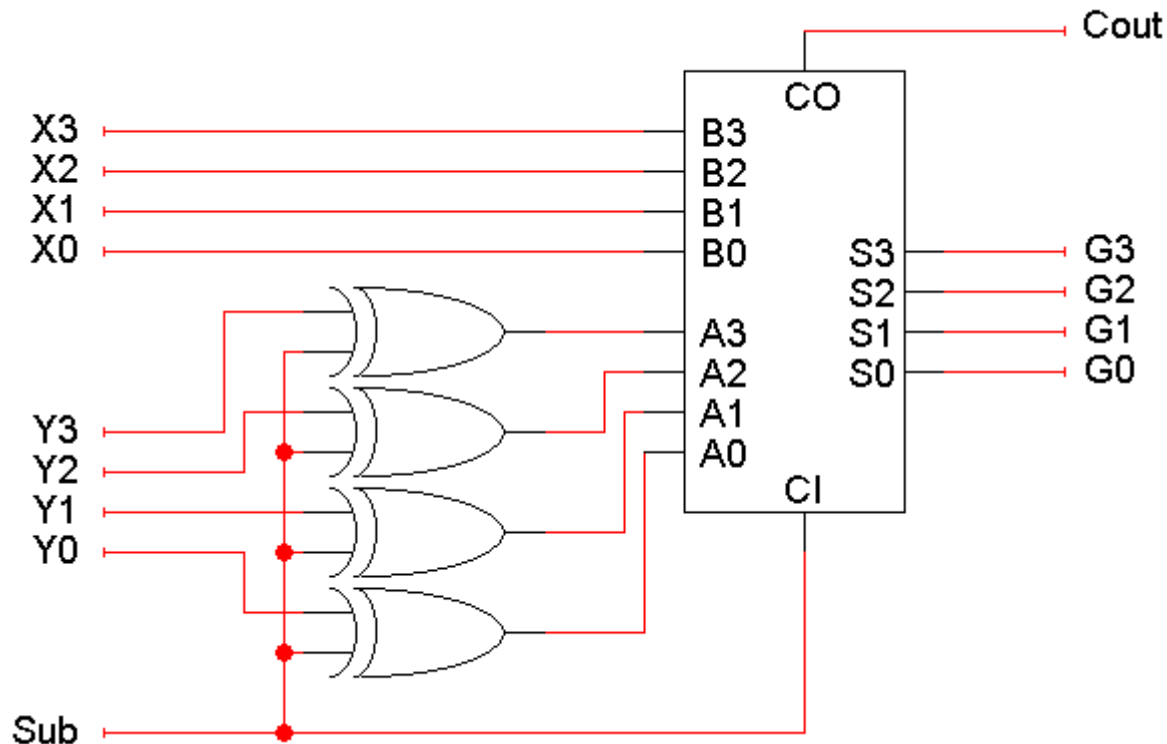 Cout
CO
X3 B3
X2 B2
X1 B1
X0 B0 S3 G3
S2 G2
A3 S1 G1
A2 S0 G0
Y3 A1
Y2 A0
CI
Y1
Y0
Sub